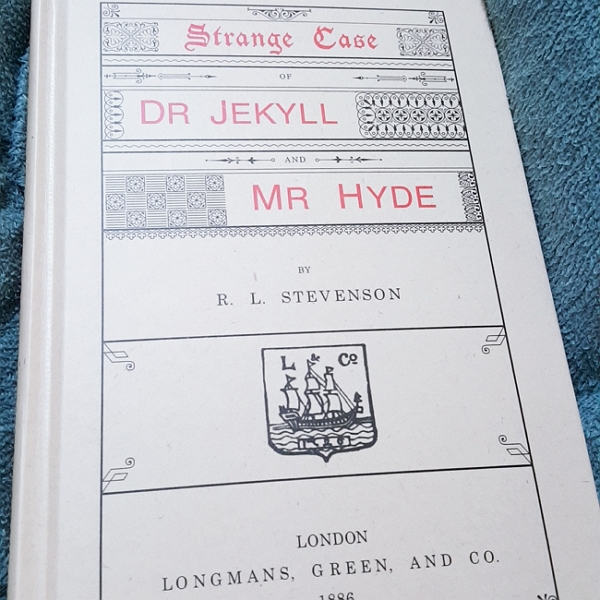 Strange Case
OF
DR JEKYLL
AND
MR HYDE
BY
R. L. STEVENSON
L Co
LONDON
LONGMANS, GREEN, AND CO.
1886